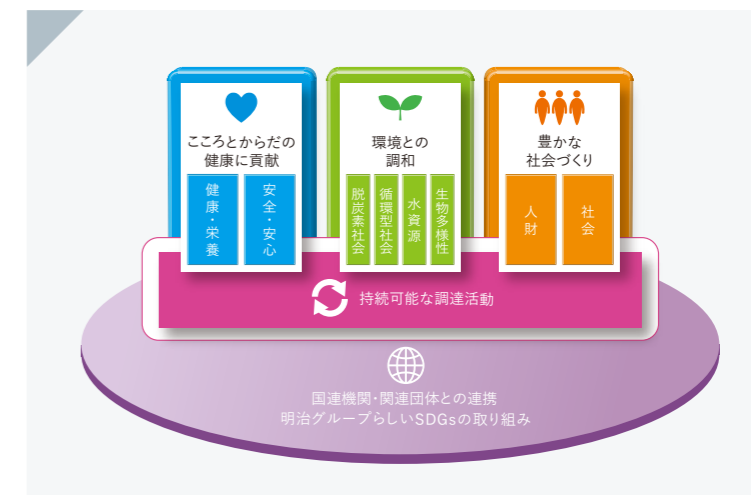 こころとからだの
健康に貢献
健康・栄養
安全・安心
環境との
調和
脱炭素社会
循環型社会
水資源
生物多様性
豊かな
社会づくり
人財
社会
持続可能な調達活動
国連機関・関連団体との連携
明治グループらしいSDGsの取り組み